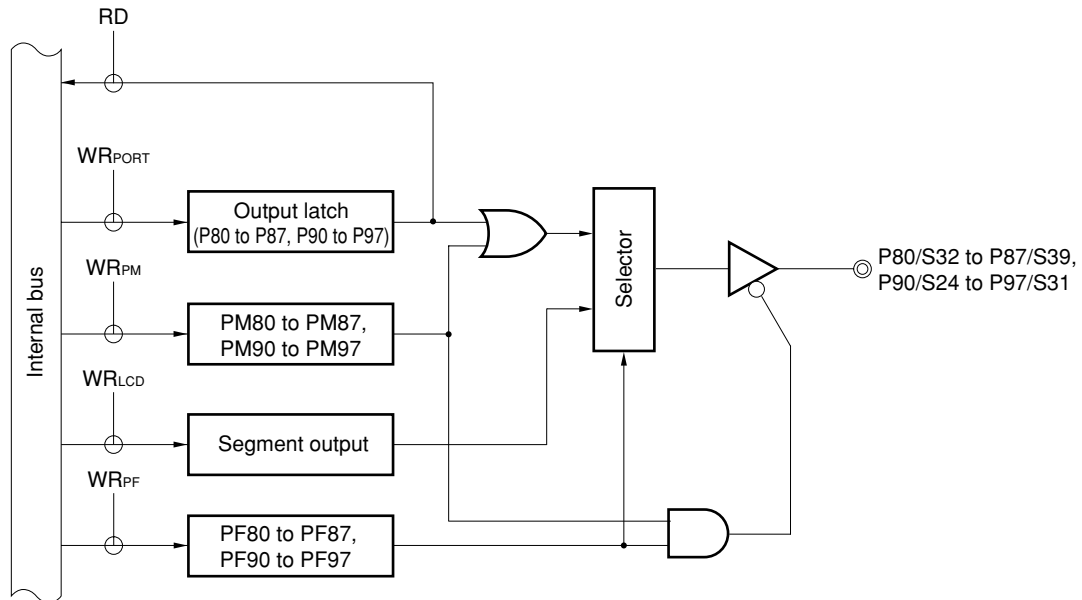 RD
WRPORT
Output latch
(P80 to P87, P90 to P97)
WRPM
PM80 to PM87,
PM90 to PM97
WRLCD
Segment output
WRPF
PF80 to PF87,
PF90 to PF97
Internal bus
Selector
P80/S32 to P87/S39,
P90/S24 to P97/S31